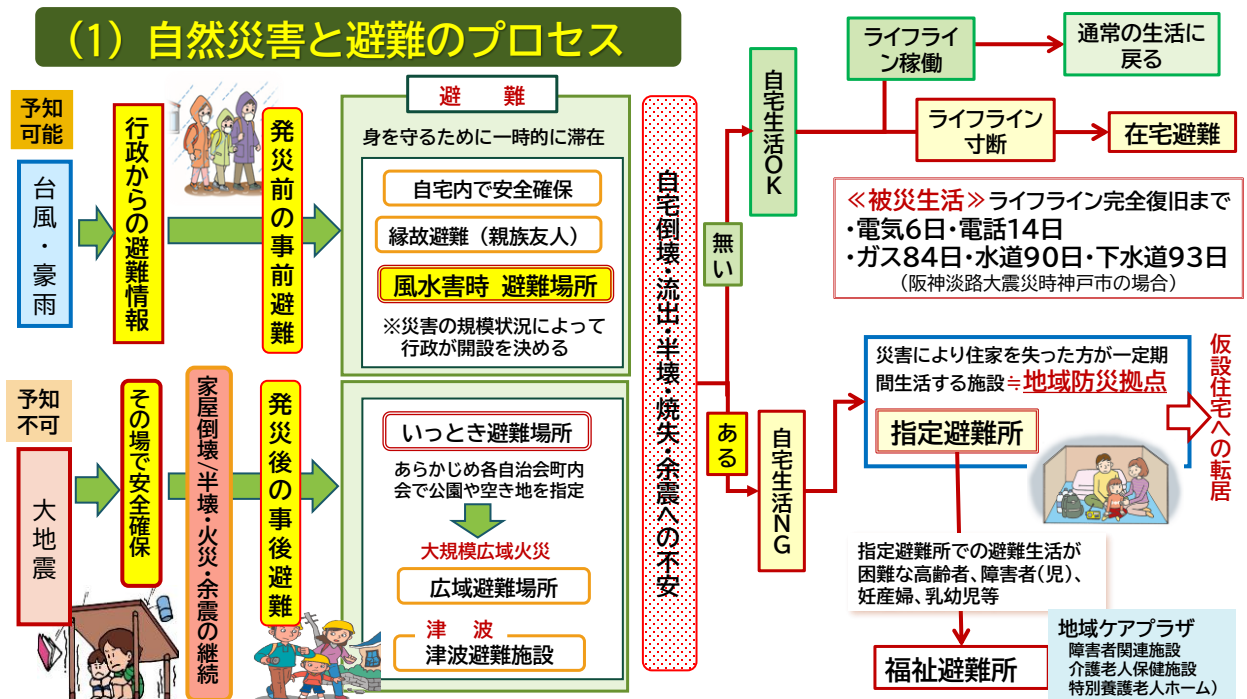 （1）自然災害と避難のプロセス
予知
可能
台風・豪雨
行政からの避難情報
発災前の事前避難
避　難
身を守るために一時的に滞在
自宅内で安全確保
縁故避難（親族友人）
風水害時 避難場所
※災害の規模状況によって
行政が開設を決める
予知
不可
大地震
その場で安全確保
家屋倒壊/半壊・火災・余震の継続
発災後の事後避難
いっとき避難場所
あらかじめ各自治会町内
会で公園や空き地を指定
大規模広域火災
広域避難場所
津　波
津波避難施設
自宅倒壊・流出・半壊・焼失・余震への不安
無い
自宅生活OK
ライフライ
ン稼働
通常の生活に
戻る
ライフライン
寸断
在宅避難
≪被災生活≫ライフライン完全復旧まで
・電気6日・電話14日
・ガス84日・水道90日・下水道93日
（阪神淡路大震災時神戸市の場合）
ある
自宅生活NG
災害により住家を失った方が一定期
間生活する施設≒地域防災拠点
指定避難所
仮設住宅への転居
指定避難所での避難生活が
困難な高齢者、障害者(児)、
妊産婦、乳幼児等
福祉避難所
地域ケアプラザ
障害者関連施設
介護老人保健施設
特別養護老人ホーム）